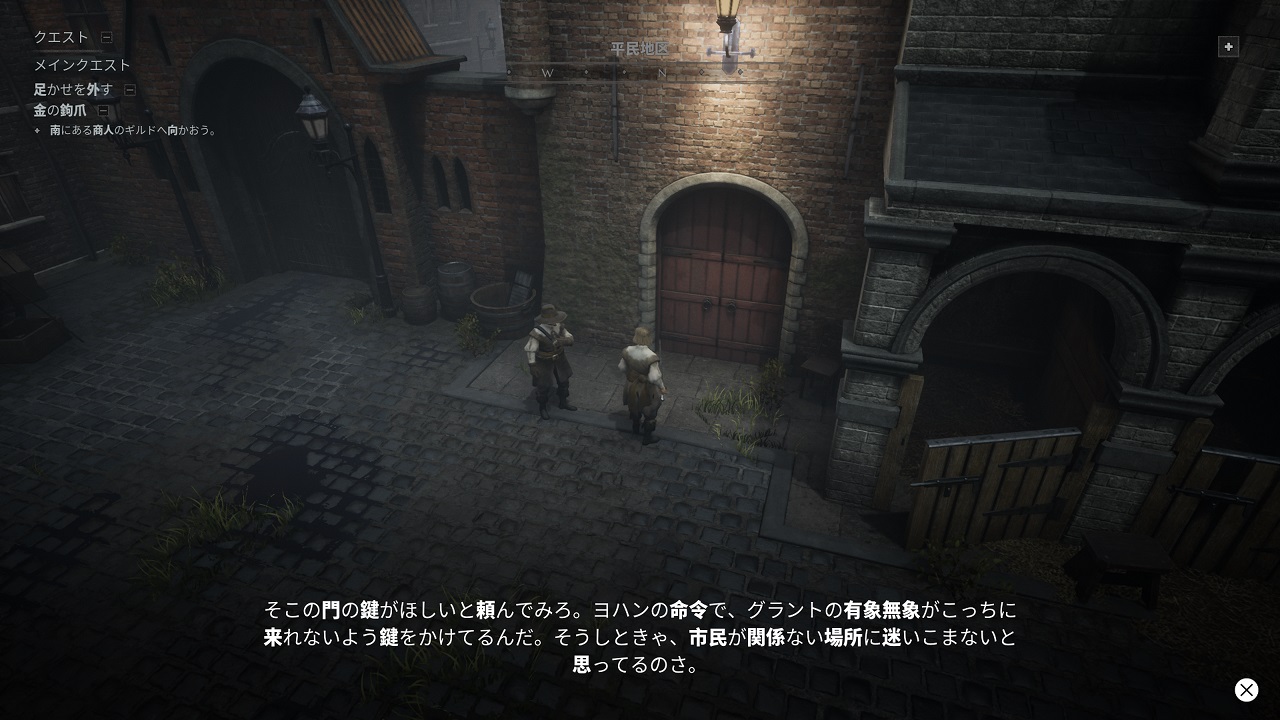 クエスト
メインクエスト
足かせを外す
金の鉤爪
南にある商人のギルドへ向かおう。
平民地区
W N
そこの門の鍵がほしいと頼んでみろ。ヨハンの命令で、グラントの有象無象がこっちに
来れないよう鍵をかけてるんだ。そうしときゃ、市民が関係ない場所に迷いこまないと
思ってるのさ。